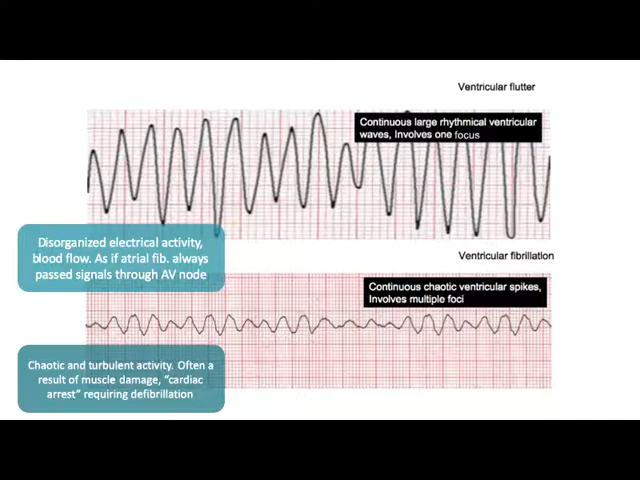 Ventricular flutter
Continuous large rhythmical ventricular
waves, Involves one focus
Disorganized electrical activity,
blood flow. As if atrial fib. always
passed signals through AV node
Ventricular fibrillation
Continuous chaotic ventricular spikes,
Involves multiple foci
Chaotic and turbulent activity. Often a
result of muscle damage, “cardiac
arrest” requiring defibrillation